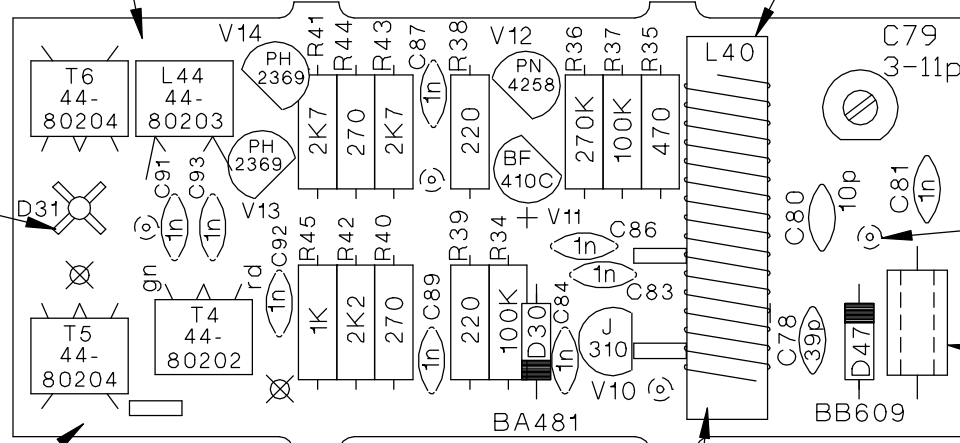 V14
R41
R44
R43
C87
R38
V12
R36
R37
R35
L40
C79
3-11p
T6
44-
80204
L44
44-
80203
PH
2369
2K7
270
2K7
1n
220
PN
4258
270K
100K
470
PH
2369
BF
410C
C91
C93
V13
D31
1n
1n
C92
R45
R42
R40
R39
R34
V11
C86
1n
C80
10p
C81
1n
gn
rd
1n
1n
C83
T5
44-
80204
T4
44-
80202
1K
2K2
270
C89
1n
220
100K
D30
C84
1n
J
310
V10
C78
39p
D47
BA481
BB609